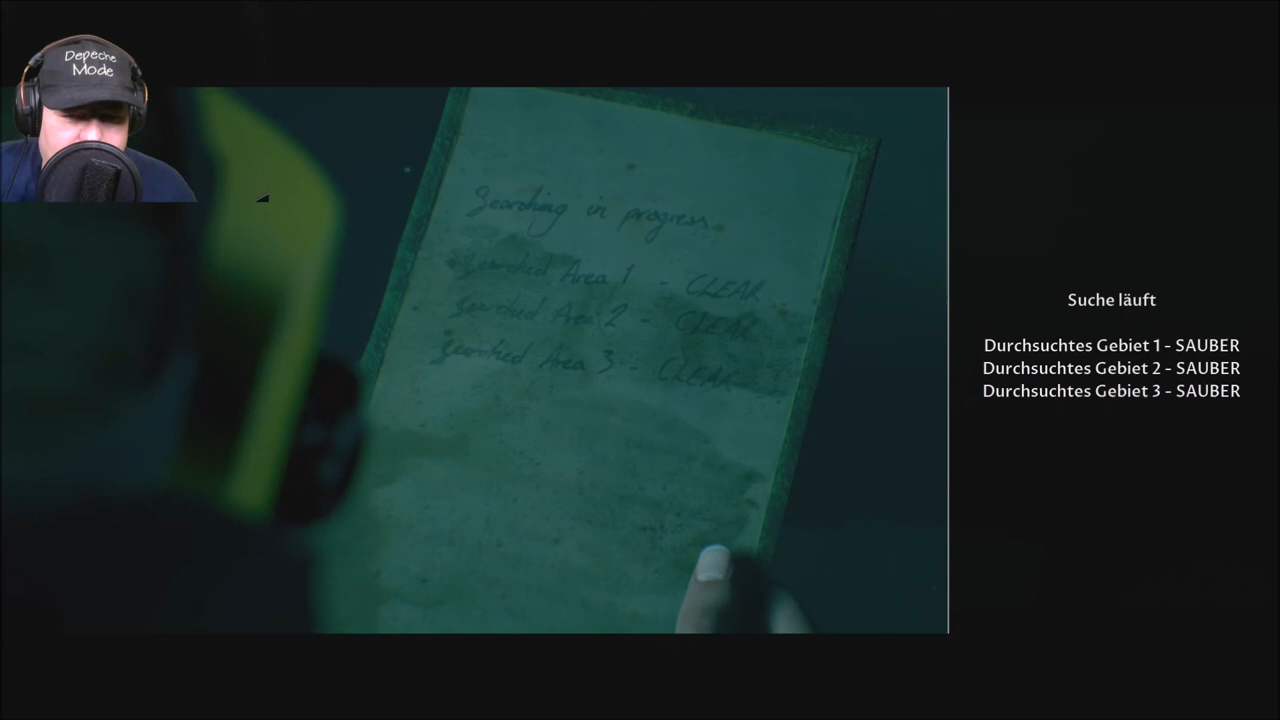 Depeche
Mode
Searching in progress.
Searched Area 1 - CLEAR
Searched Area 2 - CLEAR
Searched Area 3 - CLEAR
Suche läuft
Durchsuchtes Gebiet 1 - SAUBER
Durchsuchtes Gebiet 2 - SAUBER
Durchsuchtes Gebiet 3 - SAUBER